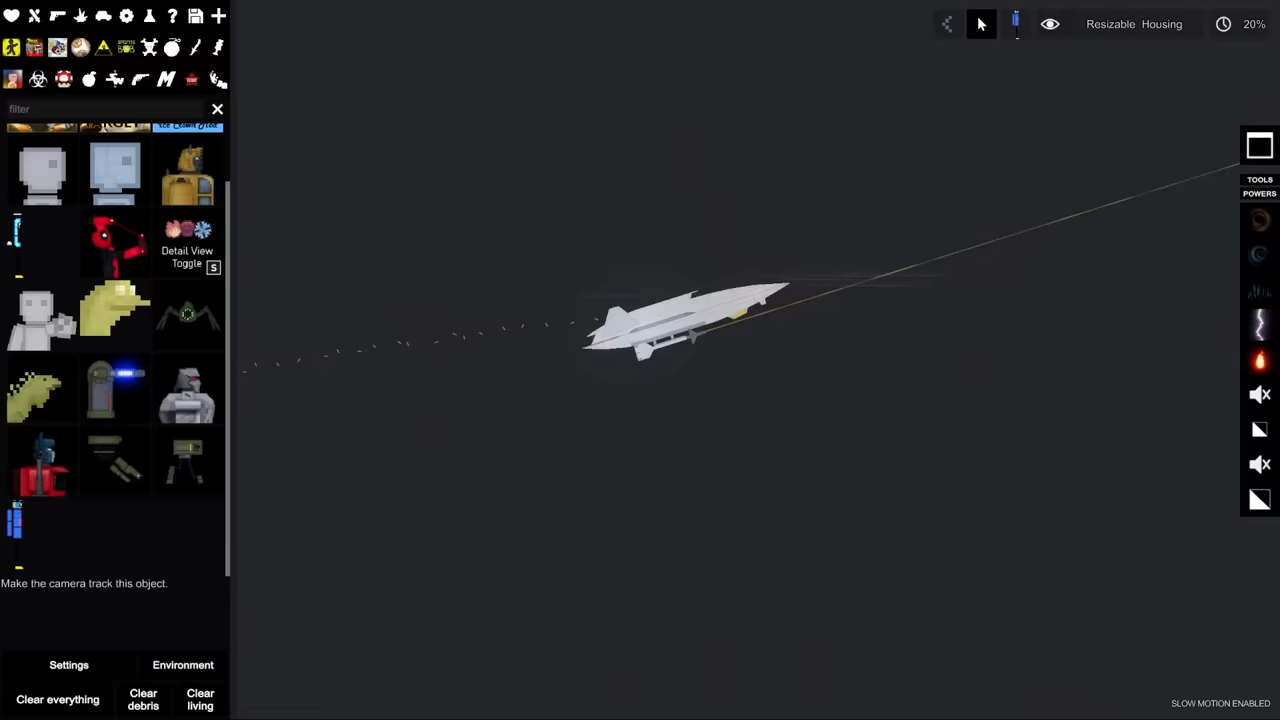 Resizable Housing
20%
filter
Detail View
Toggle
S
TOOLS
POWERS
Make the camera track this object.
Settings
Environment
Clear everything
Clear
debris
Clear
living
SLOW MOTION ENABLED